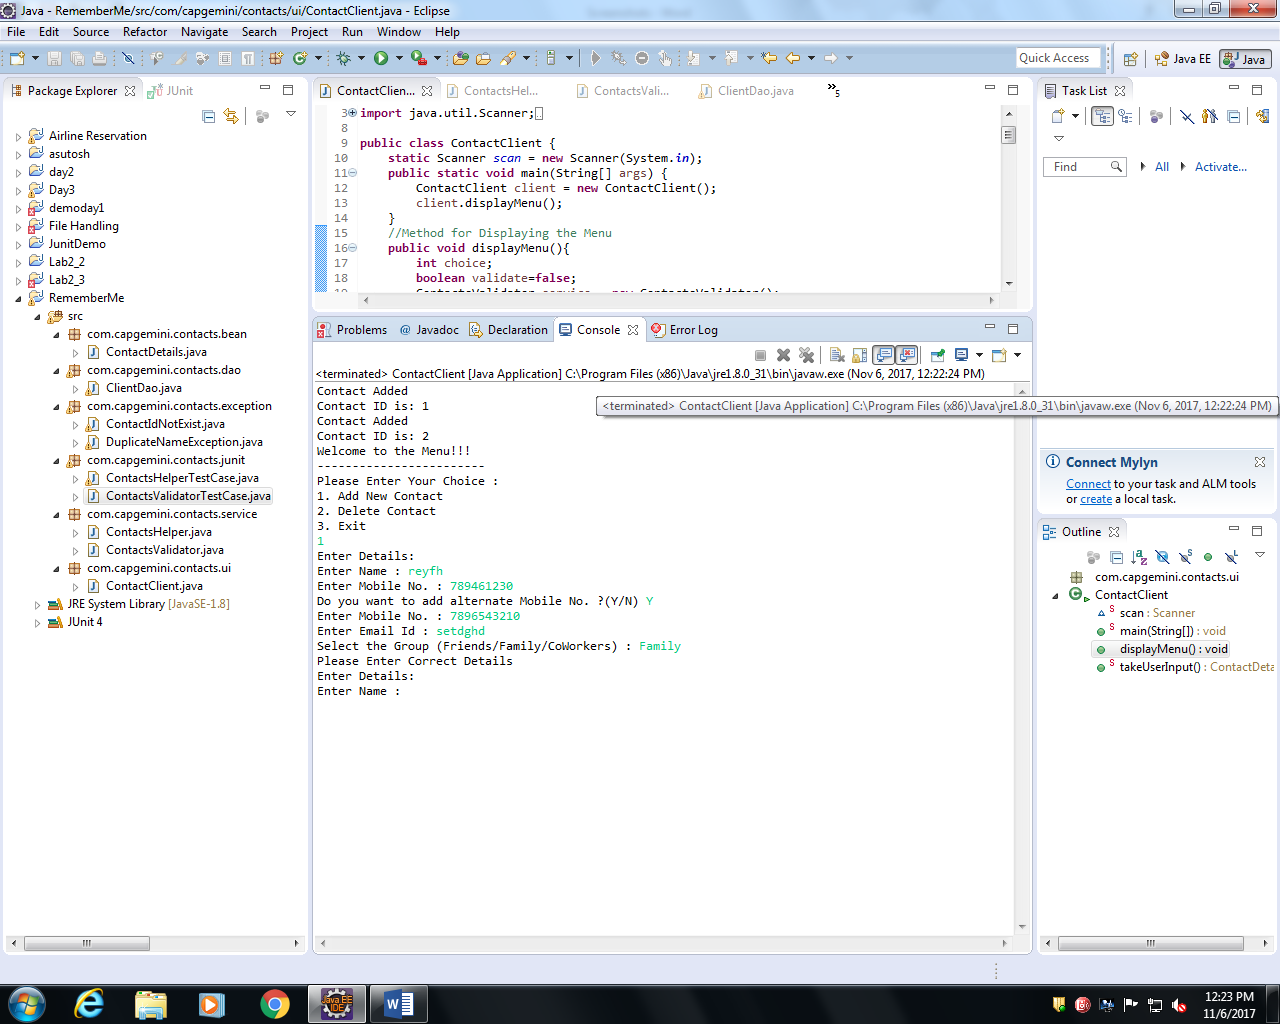 Java - RememberMe/src/com/capgemini/contacts/ui/ContactClient.java - Eclipse
File Edit Source Refactor Navigate Search Project Run Window Help
Quick Access
Java EE
Java
Package Explorer
JUnit
Airline Reservation
asutosh
day2
Day3
demoday1
File Handling
JunitDemo
Lab2_2
Lab2_3
RememberMe
src
com.capgemini.contacts.bean
ContactDetails.java
com.capgemini.contacts.dao
ClientDao.java
com.capgemini.contacts.exception
ContactIdNotExist.java
DuplicateNameException.java
com.capgemini.contacts.junit
ContactsHelperTestCase.java
ContactsValidatorTestCase.java
com.capgemini.contacts.service
ContactsHelper.java
ContactsValidator.java
com.capgemini.contacts.ui
ContactClient.java
JRE System Library [JavaSE-1.8]
JUnit 4
ContactClien...
ContactsHel...
ContactsVali...
ClientDao.java
»5
3 import java.util.Scanner;
8
9 public class ContactClient {
10 static Scanner scan = new Scanner(System.in);
11 public static void main(String[] args) {
12 ContactClient client = new ContactClient();
13 client.displayMenu();
14 }
15 //Method for Displaying the Menu
16 public void displayMenu(){
17 int choice;
18 boolean validate=false;
Problems @ Javadoc Declaration Console Error Log
<terminated> ContactClient [Java Application] C:\Program Files (x86)\Java\jre1.8.0_31\bin\javaw.exe (Nov 6, 2017, 12:22:24 PM)
Contact Added
Contact ID is: 1
<terminated> ContactClient [Java Application] C:\Program Files (x86)\Java\jre1.8.0_31\bin\javaw.exe (Nov 6, 2017, 12:22:24 PM)
Contact Added
Contact ID is: 2
Welcome to the Menu!!!
------------------------
Please Enter Your Choice :
1. Add New Contact
2. Delete Contact
3. Exit
1
Enter Details:
Enter Name : reyfh
Enter Mobile No. : 789461230
Do you want to add alternate Mobile No. ?(Y/N) Y
Enter Mobile No. : 7896543210
Enter Email Id : setdghd
Select the Group (Friends/Family/CoWorkers) : Family
Please Enter Correct Details
Enter Details:
Enter Name :
Task List
Find
All
Activate...
Connect Mylyn
Connect to your task and ALM tools
or create a local task.
Outline
com.capgemini.contacts.ui
ContactClient
scan : Scanner
main(String[]) : void
displayMenu() : void
takeUserInput() : ContactDeta
12:23 PM
11/6/2017